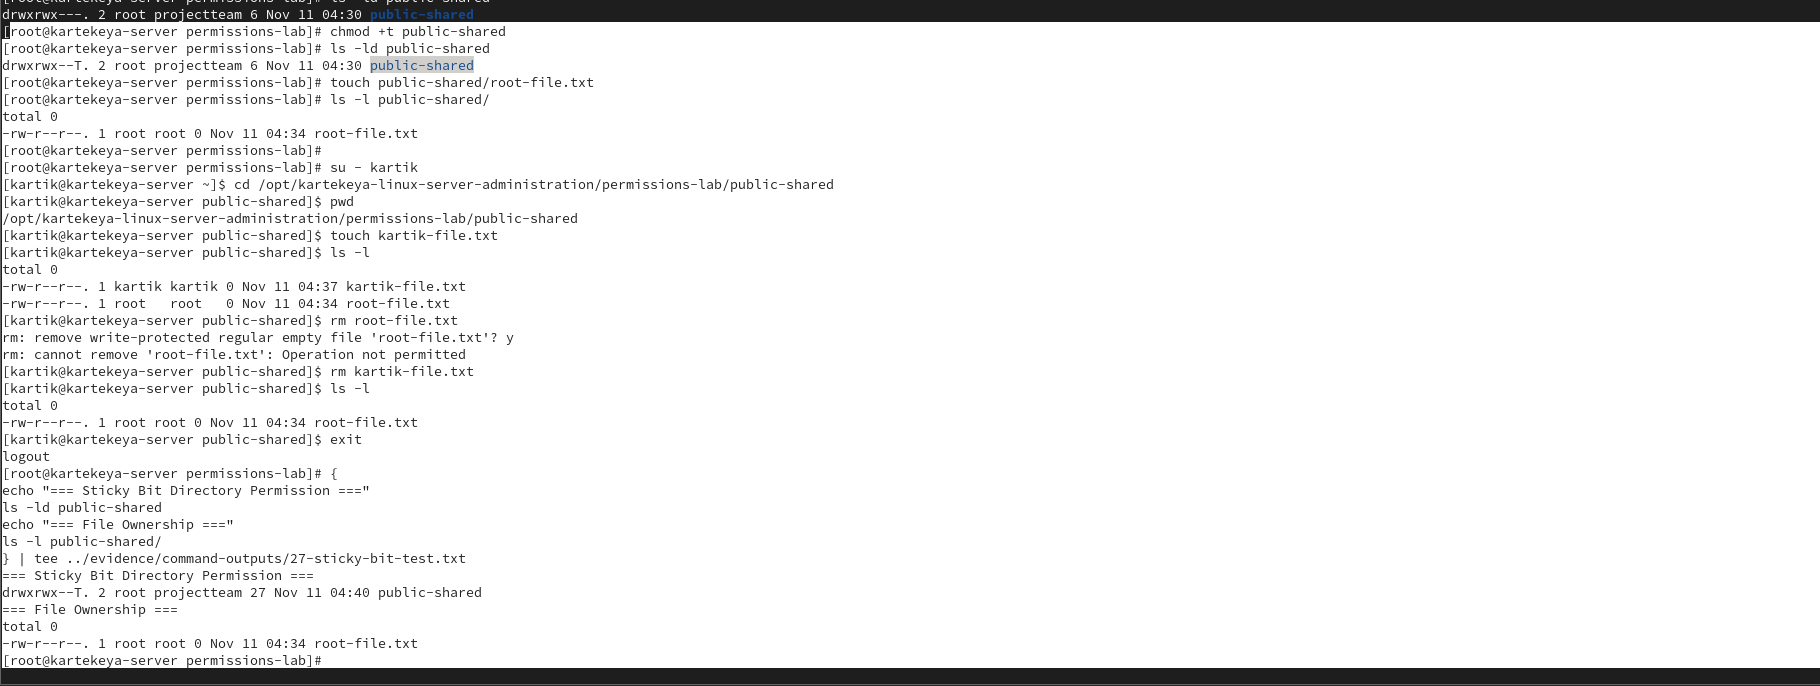 [root@kartekeya-server permissions-lab]# ls -ld public-shared
drwxrwx---. 2 root projectteam 6 Nov 11 04:30 public-shared
[root@kartekeya-server permissions-lab]# chmod +t public-shared
[root@kartekeya-server permissions-lab]# ls -ld public-shared
drwxrwx--T. 2 root projectteam 6 Nov 11 04:30 public-shared
[root@kartekeya-server permissions-lab]# touch public-shared/root-file.txt
[root@kartekeya-server permissions-lab]# ls -l public-shared/
total 0
-rw-r--r--. 1 root root 0 Nov 11 04:34 root-file.txt
[root@kartekeya-server permissions-lab]#
[root@kartekeya-server permissions-lab]# su - kartik
[kartik@kartekeya-server ~]$ cd /opt/kartekeya-linux-server-administration/permissions-lab/public-shared
[kartik@kartekeya-server public-shared]$ pwd
/opt/kartekeya-linux-server-administration/permissions-lab/public-shared
[kartik@kartekeya-server public-shared]$ touch kartik-file.txt
[kartik@kartekeya-server public-shared]$ ls -l
total 0
-rw-r--r--. 1 kartik kartik 0 Nov 11 04:37 kartik-file.txt
-rw-r--r--. 1 root   root   0 Nov 11 04:34 root-file.txt
[kartik@kartekeya-server public-shared]$ rm root-file.txt
rm: remove write-protected regular empty file 'root-file.txt'? y
rm: cannot remove 'root-file.txt': Operation not permitted
[kartik@kartekeya-server public-shared]$ rm kartik-file.txt
[kartik@kartekeya-server public-shared]$ ls -l
total 0
-rw-r--r--. 1 root root 0 Nov 11 04:34 root-file.txt
[kartik@kartekeya-server public-shared]$ exit
logout
[root@kartekeya-server permissions-lab]# {
echo "=== Sticky Bit Directory Permission ==="
ls -ld public-shared
echo "=== File Ownership ==="
ls -l public-shared/
} | tee ../evidence/command-outputs/27-sticky-bit-test.txt
=== Sticky Bit Directory Permission ===
drwxrwx--T. 2 root projectteam 27 Nov 11 04:40 public-shared
=== File Ownership ===
total 0
-rw-r--r--. 1 root root 0 Nov 11 04:34 root-file.txt
[root@kartekeya-server permissions-lab]#